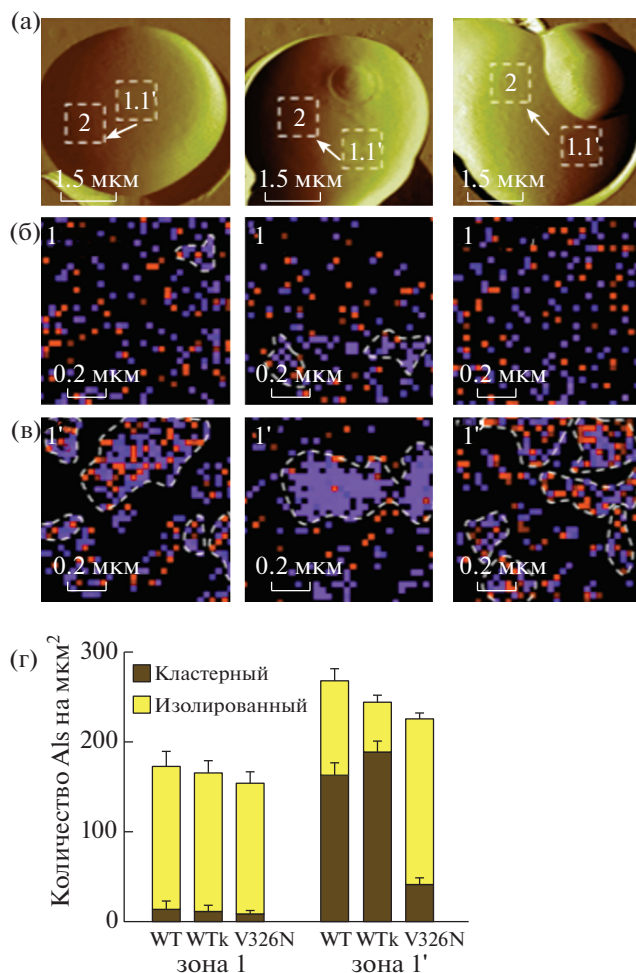 (а)
2
1.1'
1.5 мкм
2
1.1'
1.5 мкм
2
1.1'
1.5 мкм
(б)
1
0.2 мкм
1
0.2 мкм
1
0.2 мкм
(в)
1'
0.2 мкм
1'
0.2 мкм
1'
0.2 мкм
(г)
Количество Als на мкм²
300
200
100
0
Кластерный
Изолированный
WT WTk V326N WT WTk V326N
зона 1 зона 1'